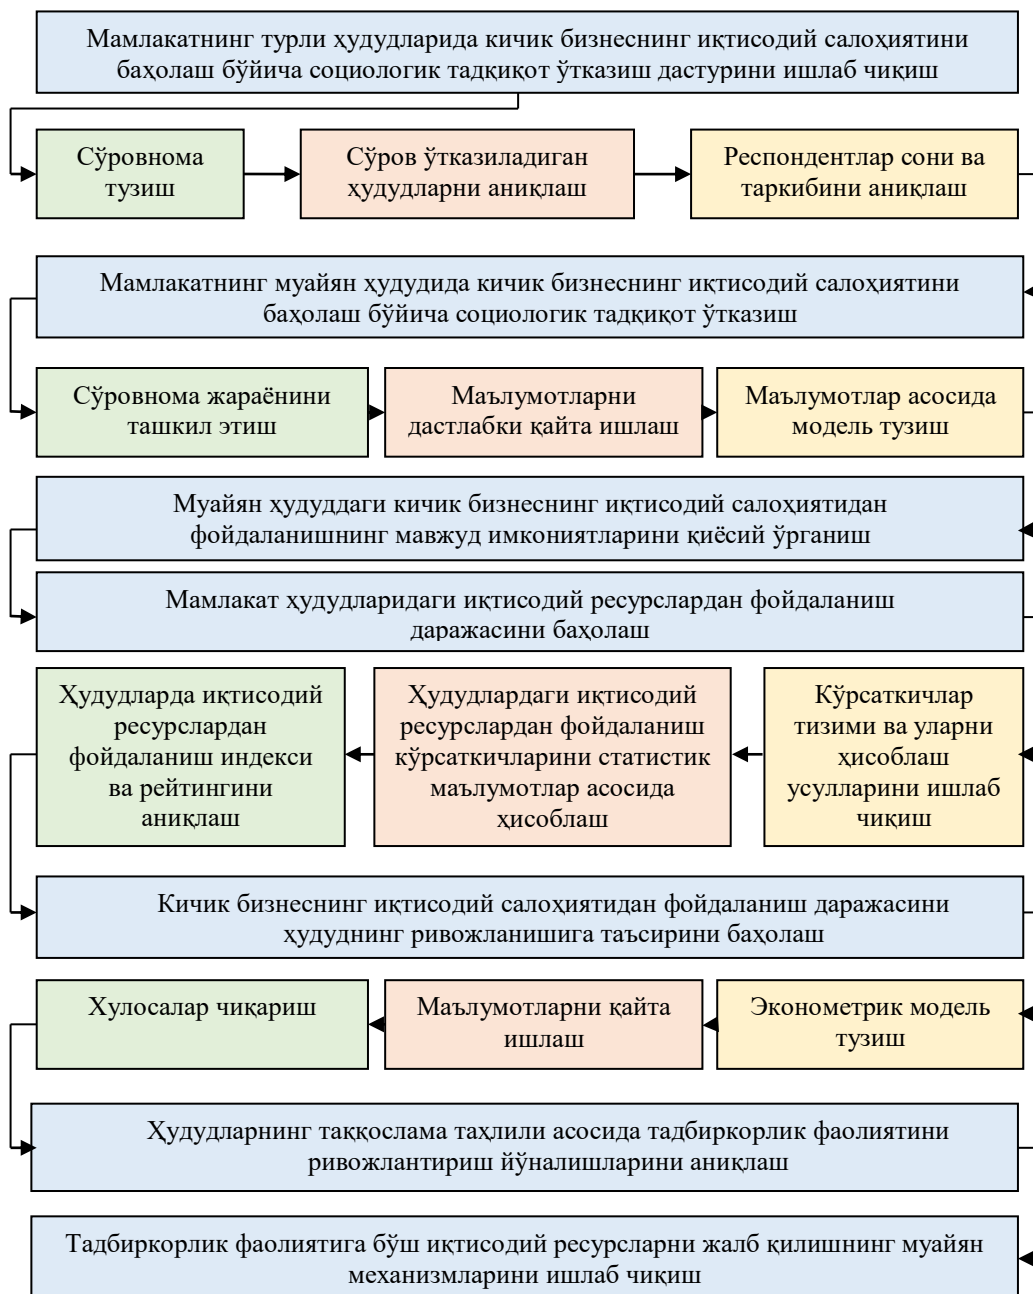 Мамлакатнинг турли ҳудудларида кичик бизнеснинг иқтисодий салоҳиятини
баҳолаш бўйича социологик тадқиқот ўтказиш дастурини ишлаб чиқиш
Сўровнома
тузиш
Сўров ўтказиладиган
ҳудудларни аниқлаш
Респондентлар сони ва
таркибини аниқлаш
Мамлакатнинг муайян ҳудудида кичик бизнеснинг иқтисодий салоҳиятини
баҳолаш бўйича социологик тадқиқот ўтказиш
Сўровнома жараёнини
ташкил этиш
Маълумотларни
дастлабки қайта ишлаш
Маълумотлар асосида
модель тузиш
Муайян ҳудуддаги кичик бизнеснинг иқтисодий салоҳиятидан
фойдаланишнинг мавжуд имкониятларини қиёсий ўрганиш
Мамлакат ҳудудларидаги иқтисодий ресурслардан фойдаланиш
даражасини баҳолаш
Ҳудудларда иқтисодий
ресурслардан
фойдаланиш индекси
ва рейтингини
аниқлаш
Ҳудудлардаги иқтисодий
ресурслардан фойдаланиш
кўрсаткичларини статистик
маълумотлар асосида
ҳисоблаш
Кўрсаткичлар
тизими ва уларни
ҳисоблаш
усулларини ишлаб
чиқиш
Кичик бизнеснинг иқтисодий салоҳиятидан фойдаланиш даражасини
ҳудуднинг ривожланишига таъсирини баҳолаш
Хулосалар чиқариш
Маълумотларни қайта
ишлаш
Эконометрик модель
тузиш
Ҳудудларнинг таққослама таҳлили асосида тадбиркорлик фаолиятини
ривожлантириш йўналишларини аниқлаш
Тадбиркорлик фаолиятига бўш иқтисодий ресурсларни жалб қилишнинг муайян
механизмларини ишлаб чиқиш